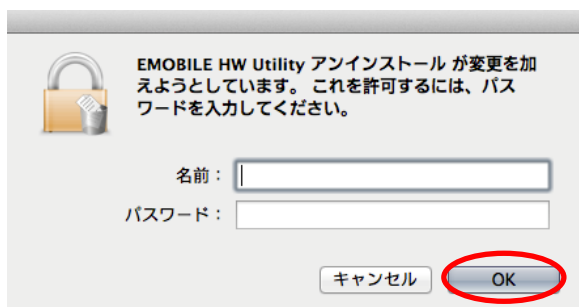 EMOBILE HW Utility アンインストール が変更を加
えようとしています。 これを許可するには、パス
ワードを入力してください。
名前：
パスワード：
キャンセル OK